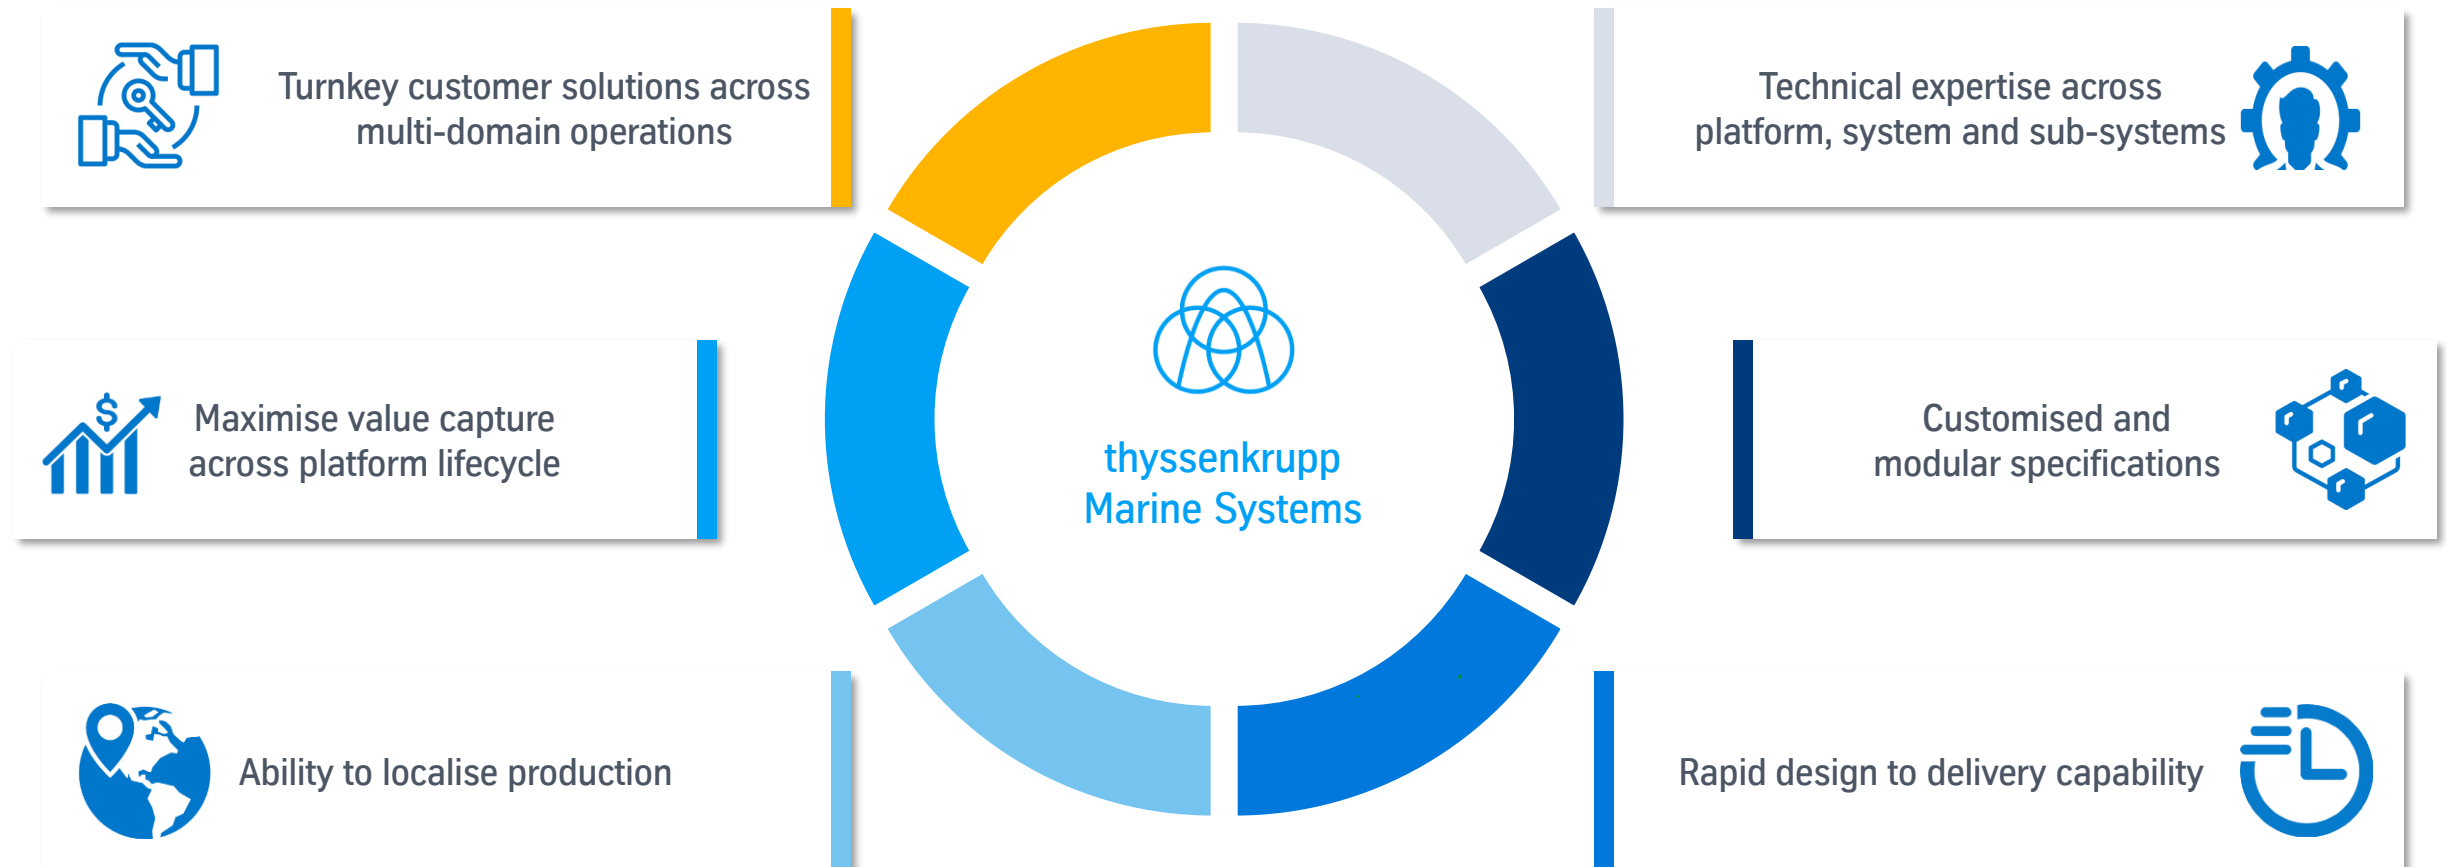 Turnkey customer solutions across
multi-domain operations
Technical expertise across
platform, system and sub-systems
Maximise value capture
across platform lifecycle
$
thyssenkrupp
Marine Systems
Customised and
modular specifications
Ability to localise production
Rapid design to delivery capability